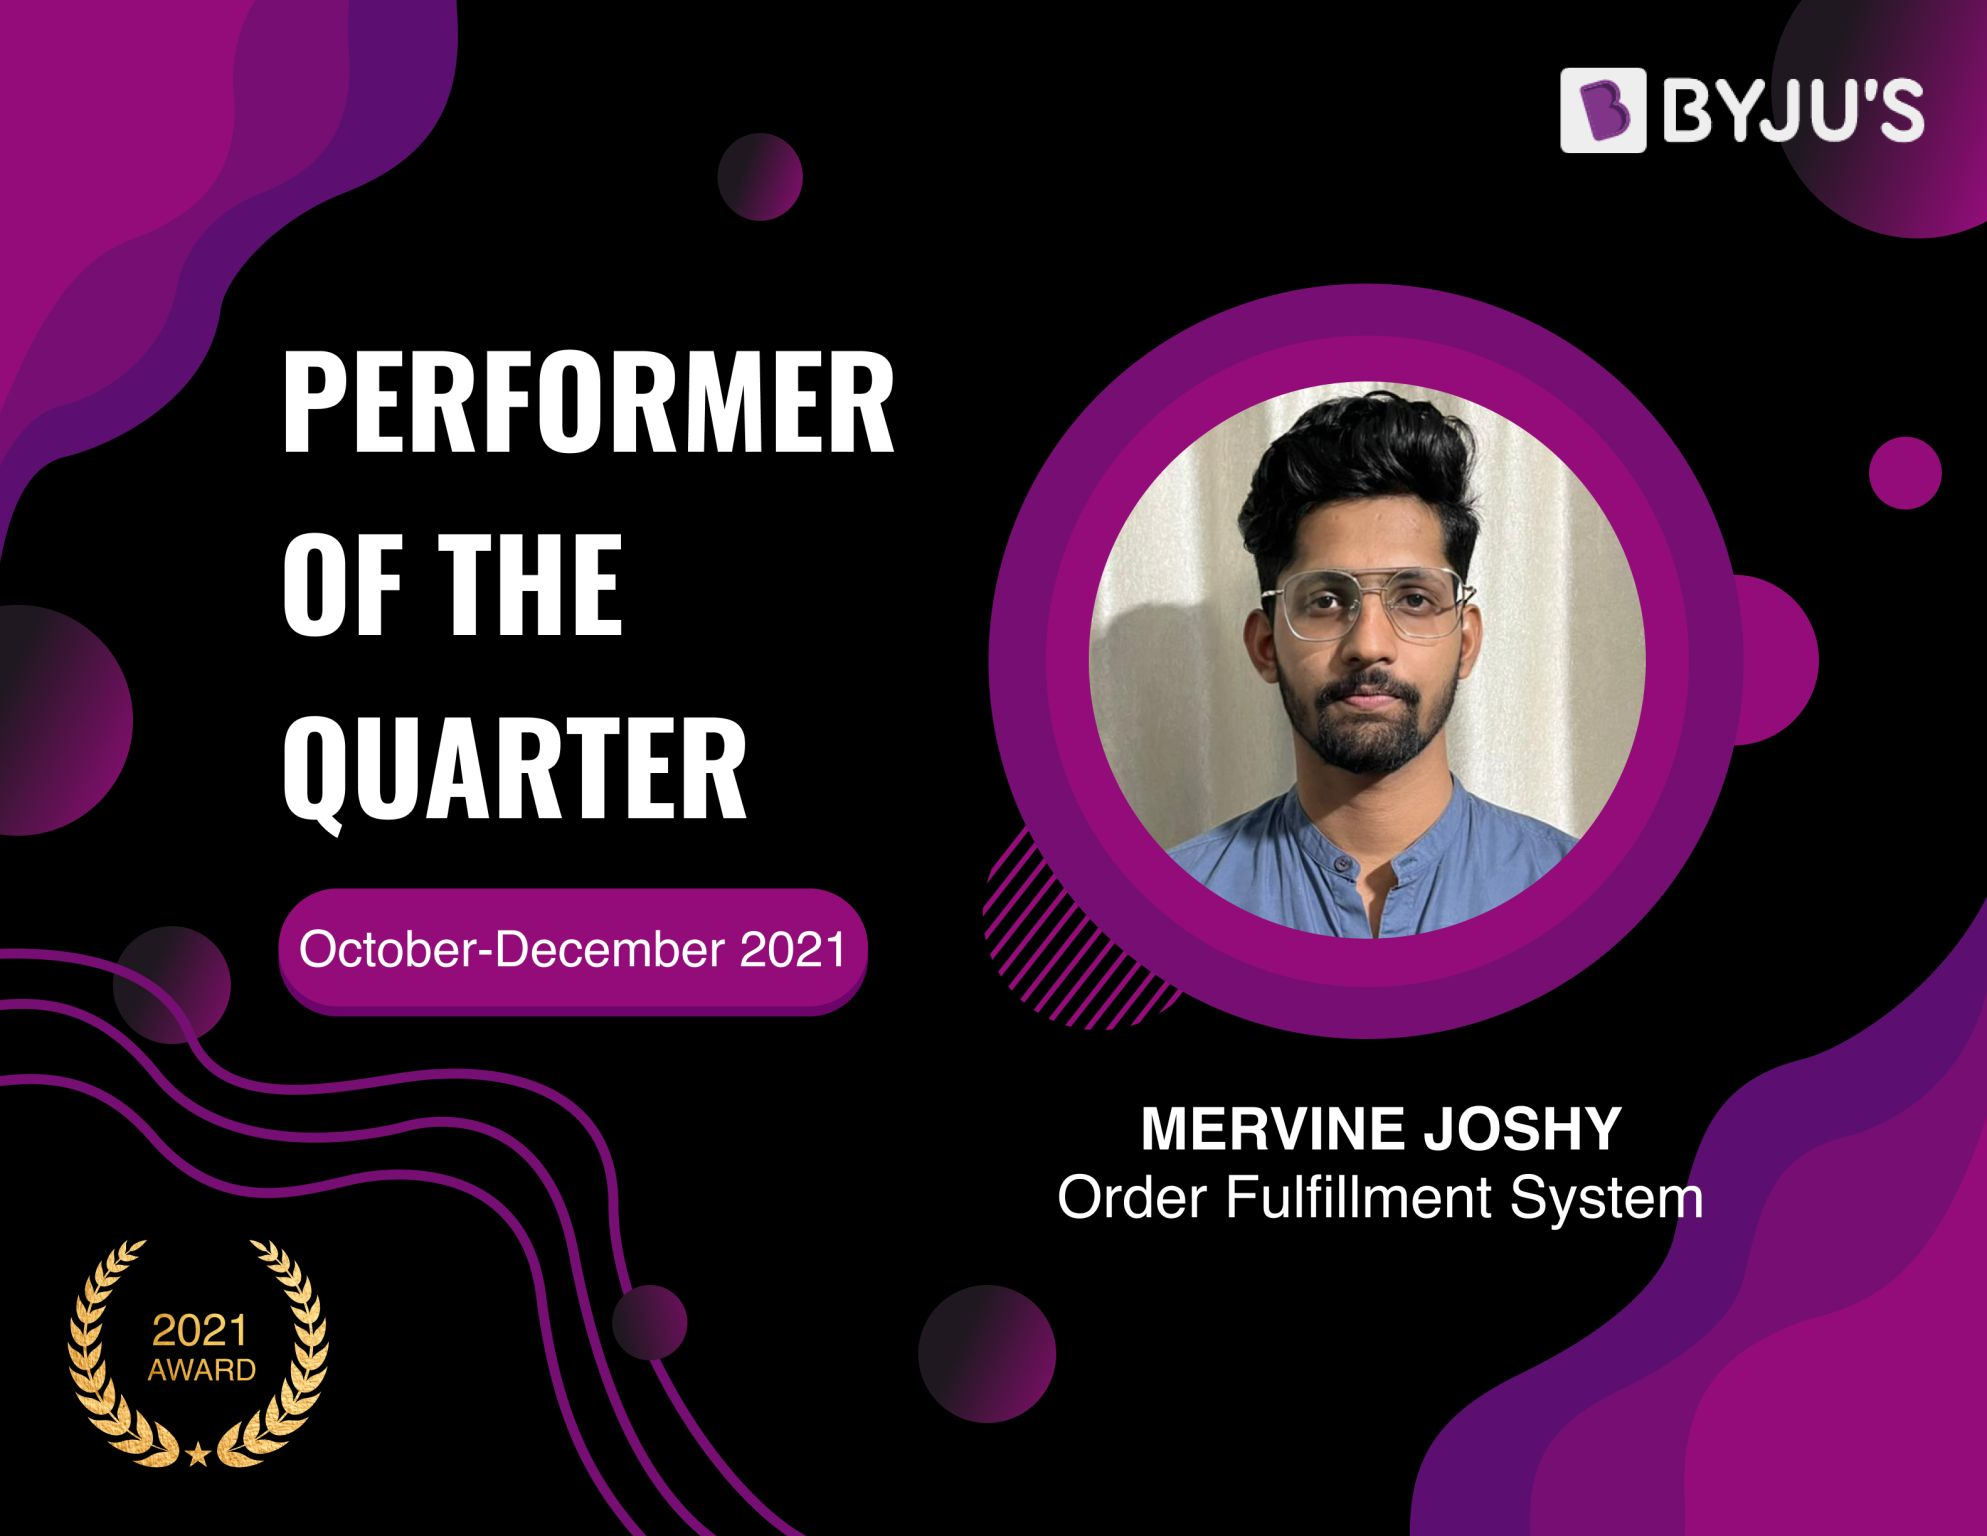 BYJU'S
PERFORMER
OF THE
QUARTER
October-December 2021
MERVINE JOSHY
Order Fulfillment System
2021
AWARD